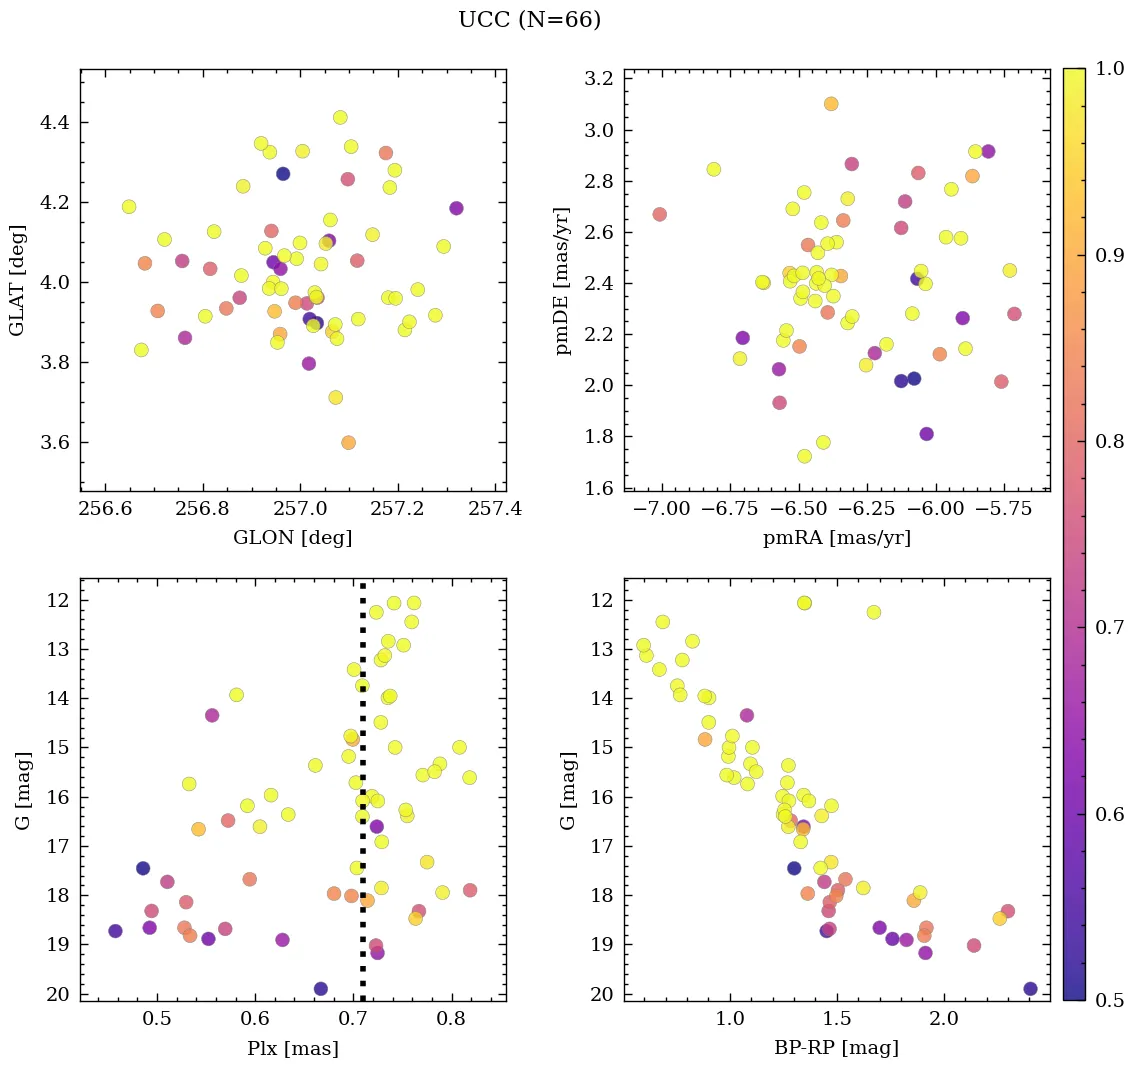 UCC (N=66)
4.4
4.2
4.0
3.8
3.6
GLAT [deg]
256.6 256.8 257.0 257.2 257.4
GLON [deg]
3.2
3.0
2.8
2.6
2.4
2.2
2.0
1.8
1.6
pmDE [mas/yr]
−7.00 −6.75 −6.50 −6.25 −6.00 −5.75
pmRA [mas/yr]
12
13
14
15
16
17
18
19
20
G [mag]
0.5 0.6 0.7 0.8
Plx [mas]
12
13
14
15
16
17
18
19
20
G [mag]
1.0 1.5 2.0
BP-RP [mag]
1.0
0.9
0.8
0.7
0.6
0.5